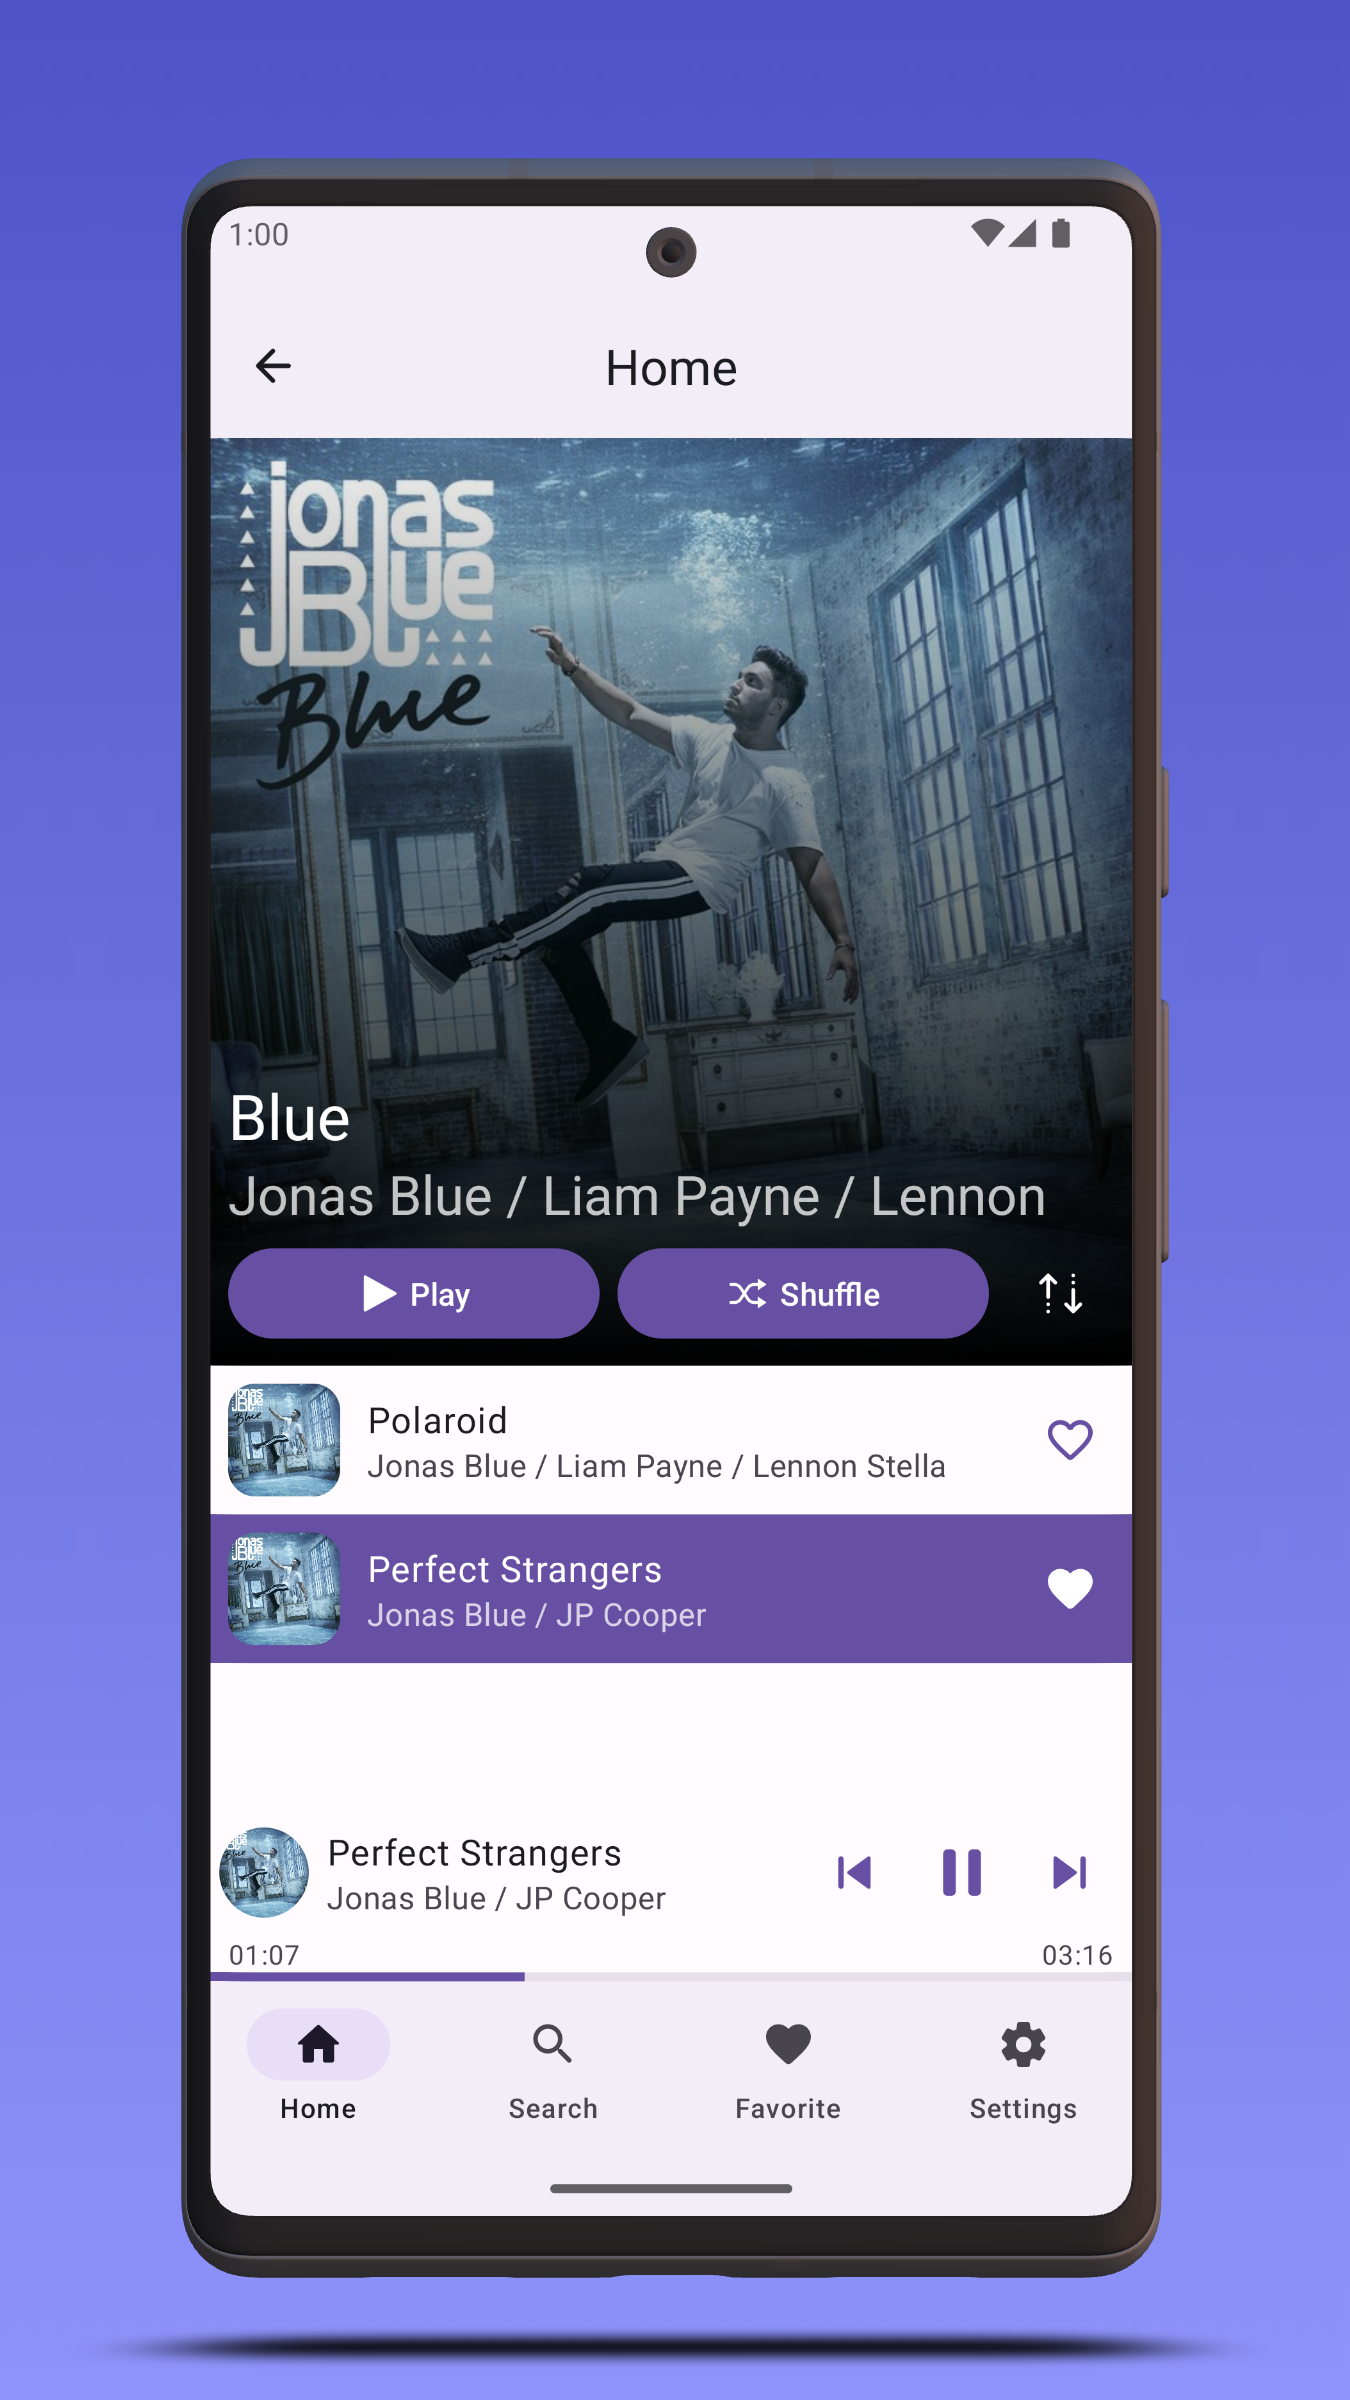 1:00
Home
jonas
Blue
Blue
Blue
Jonas Blue / Liam Payne / Lennon
Play
Shuffle
Polaroid
Jonas Blue / Liam Payne / Lennon Stella
Perfect Strangers
Jonas Blue / JP Cooper
Perfect Strangers
Jonas Blue / JP Cooper
01:07
03:16
Home
Search
Favorite
Settings